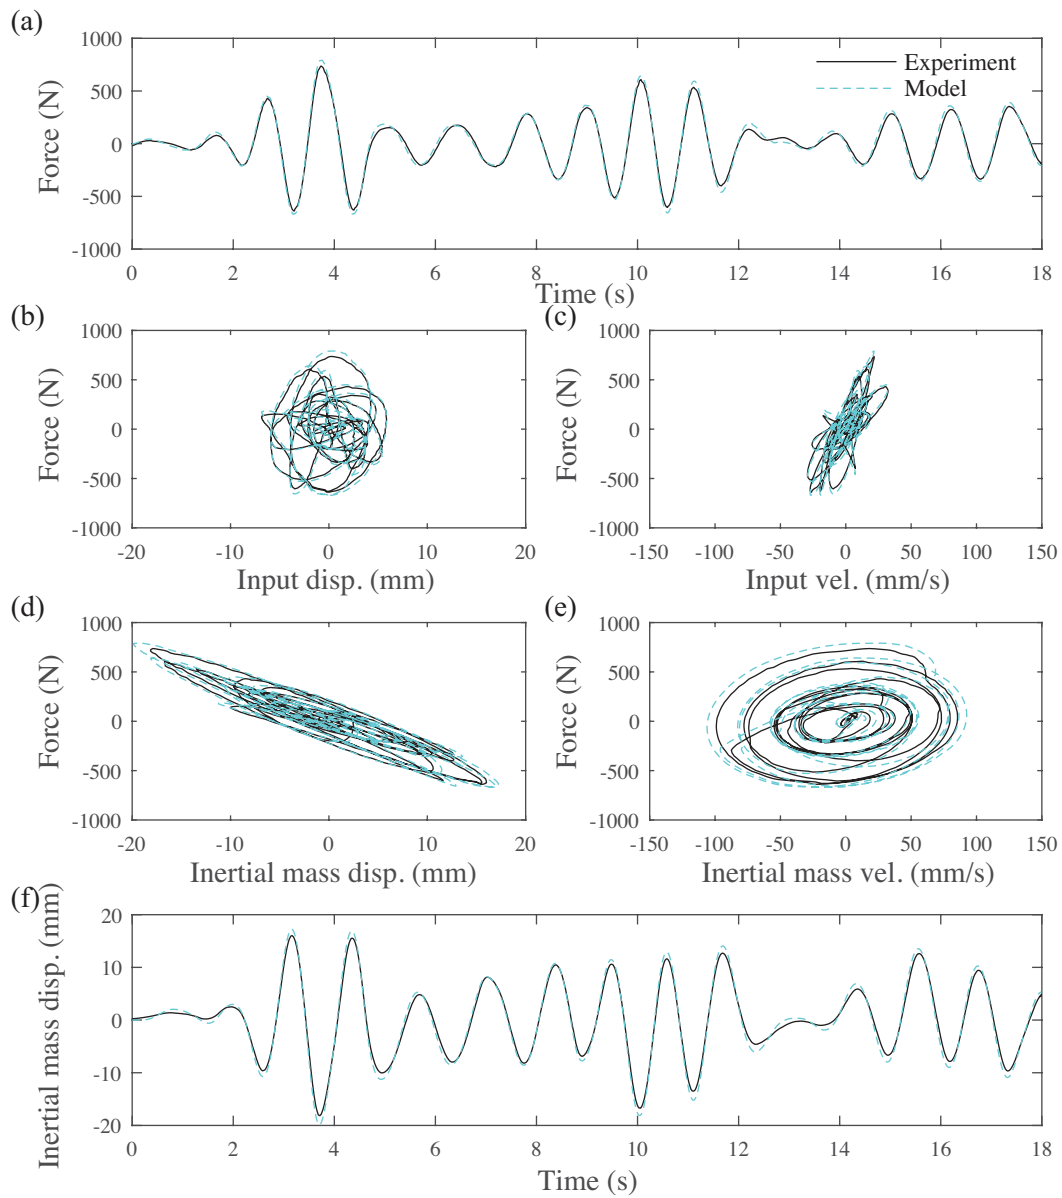 (a)
1000
500
0
-500
-1000
Force (N)
Experiment
Model
0 2 4 6 8 10 12 14 16 18
Time (s)
(b)
1000
500
0
-500
-1000
Force (N)
-20 -10 0 10 20
Input disp. (mm)
(c)
1000
500
0
-500
-1000
Force (N)
-150 -100 -50 0 50 100 150
Input vel. (mm/s)
(d)
1000
500
0
-500
-1000
Force (N)
-20 -10 0 10 20
Inertial mass disp. (mm)
(e)
1000
500
0
-500
-1000
Force (N)
-150 -100 -50 0 50 100 150
Inertial mass vel. (mm/s)
(f)
20
10
0
-10
-20
Inertial mass disp. (mm)
0 2 4 6 8 10 12 14 16 18
Time (s)